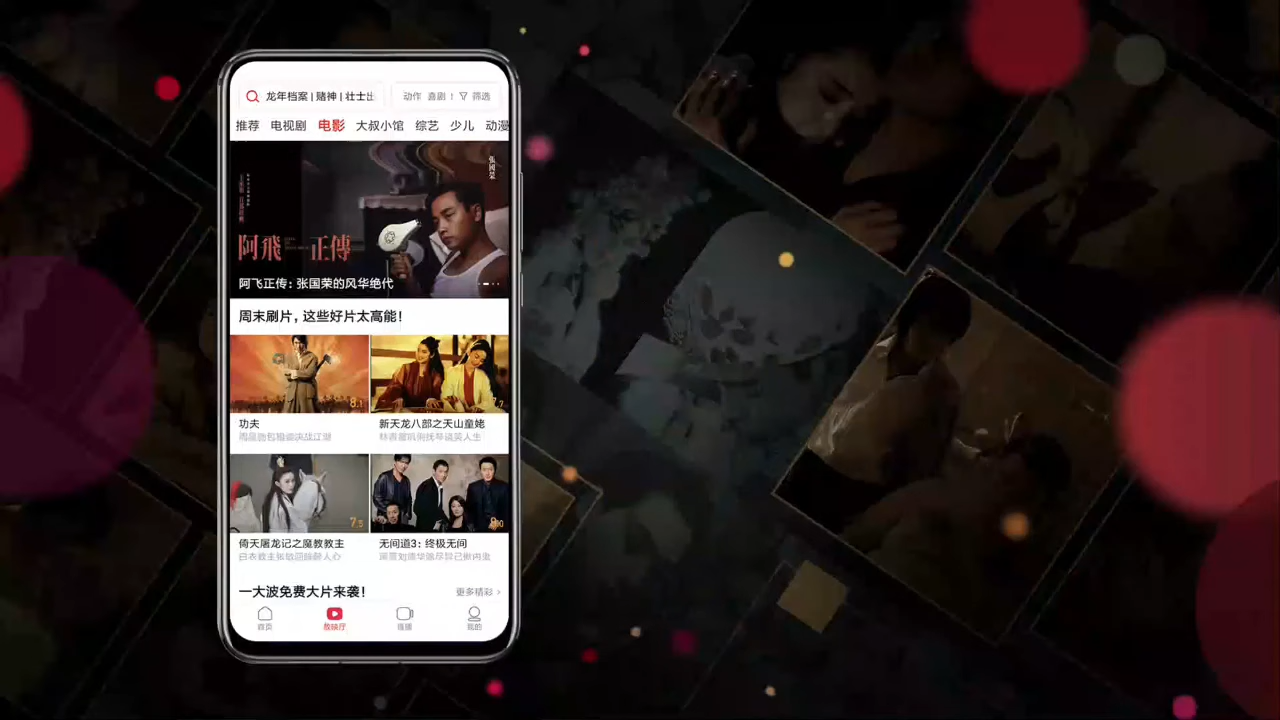 龙年档案 | 赌神 | 壮士出
动作 喜剧 ! 筛选
推荐 电视剧 电影 大叔小馆 综艺 少儿 动漫
张国荣
阿飛正傳
阿飞正传：张国荣的风华绝代
周末刷片，这些好片太高能！
8.1
7.7
功夫
新天龙八部之天山童姥
7.5
8.0
倚天屠龙记之魔教教主
无间道3：终极无间
一大波免费大片来袭！
更多精彩 >
首页 放映厅 直播 我的